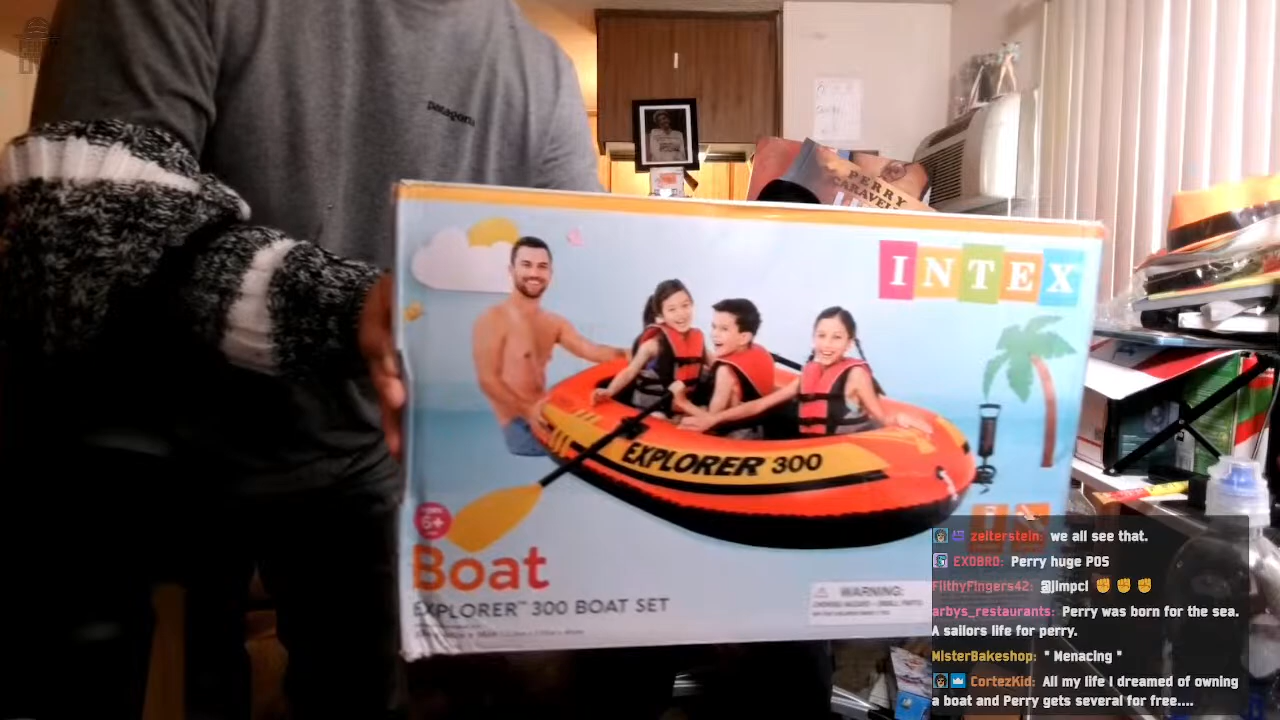 patagonia
PERRY
CARAVEL
INTEX
EXPLORER 300
6+
Boat
EXPLORER™ 300 BOAT SET
WARNING:
zelterstein: we all see that.
EXOBRO: Perry huge POS
FilthyFingers42: @jimpcl ✊ ✊ ✊
arbys_restaurants: Perry was born for the sea.
A sailors life for perry.
MisterBakeshop: " Menacing "
CortezKid: All my life I dreamed of owning
a boat and Perry gets several for free....